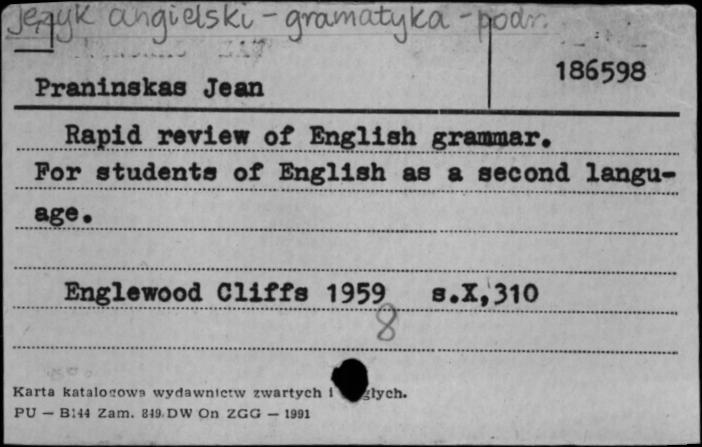 Język angielski - gramatyka - podr.
186598
Praninskas Jean
Rapid review of English grammar.
For students of English as a second langu-
age.
Englewood Cliffs 1959 s.X,310
8
Karta katalogowa wydawnictw zwartych i głych.
PU — B144 Zam. 849. DW On ZGG — 1991